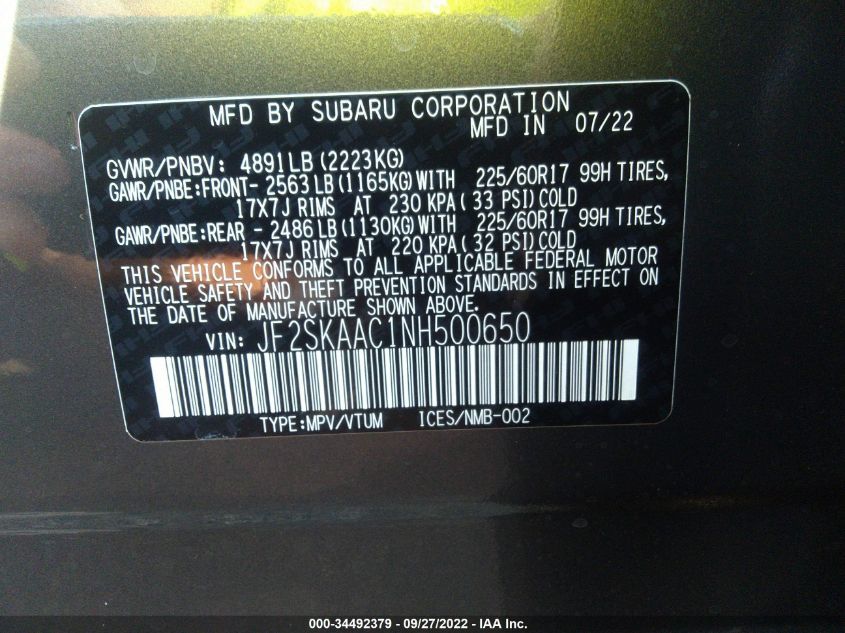 MFD BY SUBARU CORPORATION
MFD IN 07/22
GVWR/PNBV: 4891LB(2223KG)
GAWR/PNBE:FRONT- 2563LB(1165KG)WITH 225/60R17 99H TIRES,
17X7J RIMS AT 230 KPA(33 PSI)COLD
GAWR/PNBE:REAR - 2486LB(1130KG)WITH 225/60R17 99H TIRES,
17X7J RIMS AT 220 KPA(32 PSI)COLD
THIS VEHICLE CONFORMS TO ALL APPLICABLE FEDERAL MOTOR
VEHICLE SAFETY AND THEFT PREVENTION STANDARDS IN EFFECT ON
THE DATE OF MANUFACTURE SHOWN ABOVE.
VIN: JF2SKAAC1NH500650
TYPE:MPV/VTUM ICES/NMB-002
000-34492379 - 09/27/2022 - IAA Inc.